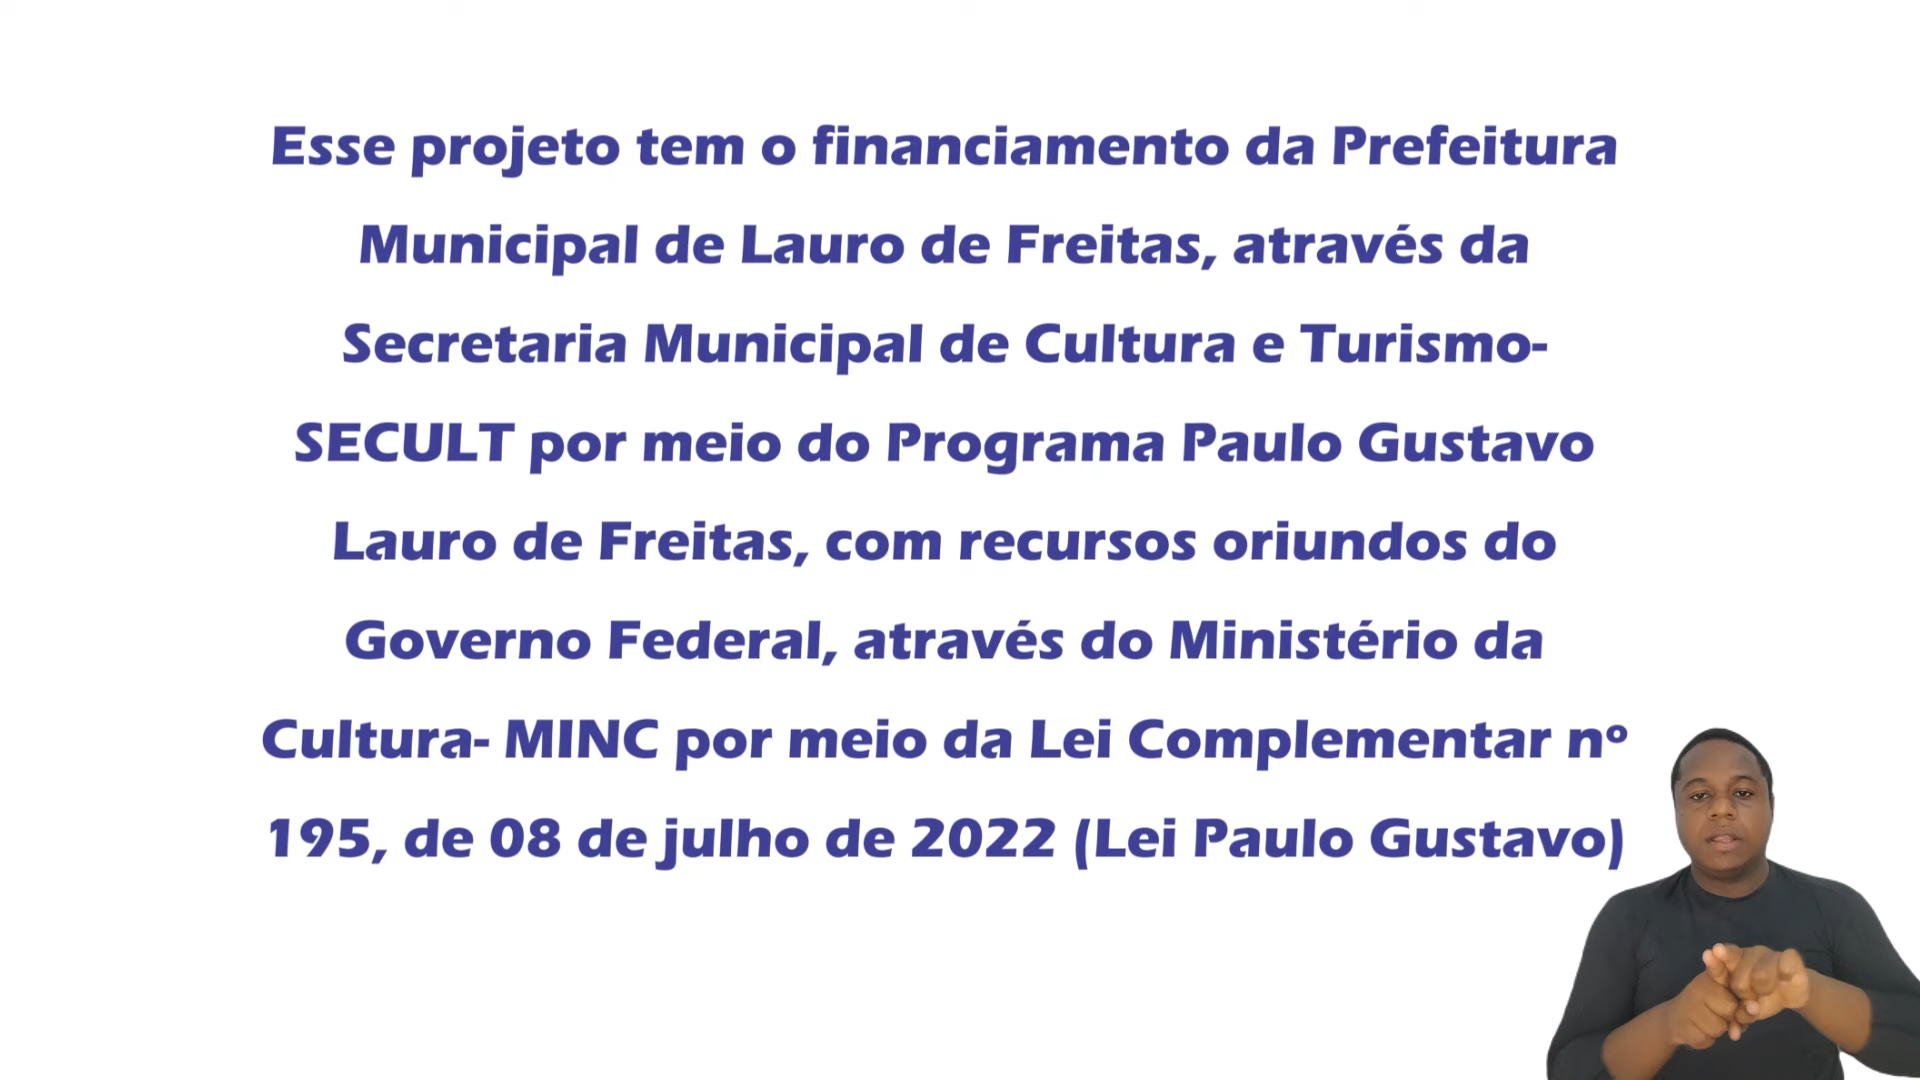 Esse projeto tem o financiamento da Prefeitura
Municipal de Lauro de Freitas, através da
Secretaria Municipal de Cultura e Turismo-
SECULT por meio do Programa Paulo Gustavo
Lauro de Freitas, com recursos oriundos do
Governo Federal, através do Ministério da
Cultura- MINC por meio da Lei Complementar nº
195, de 08 de julho de 2022 (Lei Paulo Gustavo)